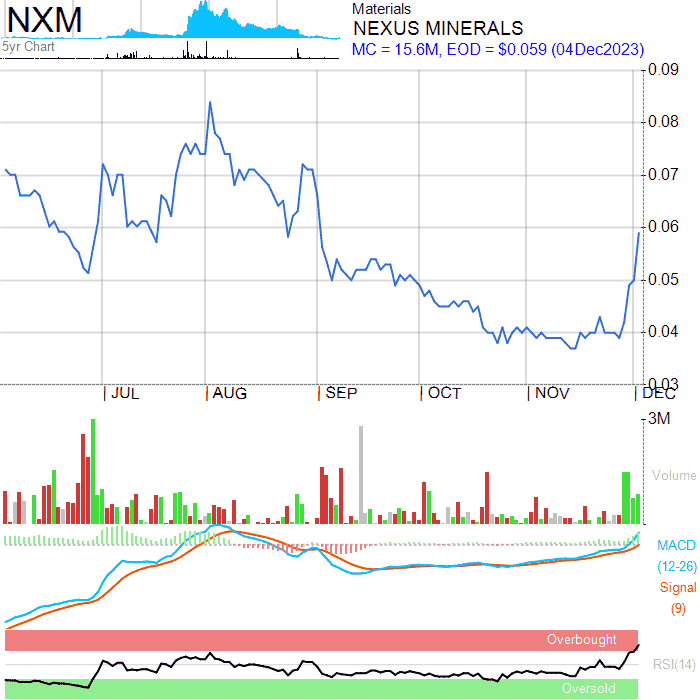 NXM
5yr Chart
Materials
NEXUS MINERALS
MC = 15.6M, EOD = $0.059 (04Dec2023)
0.09
0.08
0.07
0.06
0.05
0.04
0.03
JUL AUG SEP OCT NOV DEC
3M
Volume
MACD
(12-26)
Signal
(9)
Overbought
RSI(14)
Oversold